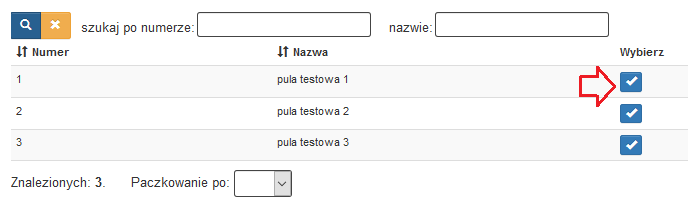 szukaj po numerze: nazwie:
Numer Nazwa Wybierz
1 pula testowa 1
2 pula testowa 2
3 pula testowa 3
Znalezionych: 3. Paczkowanie po: